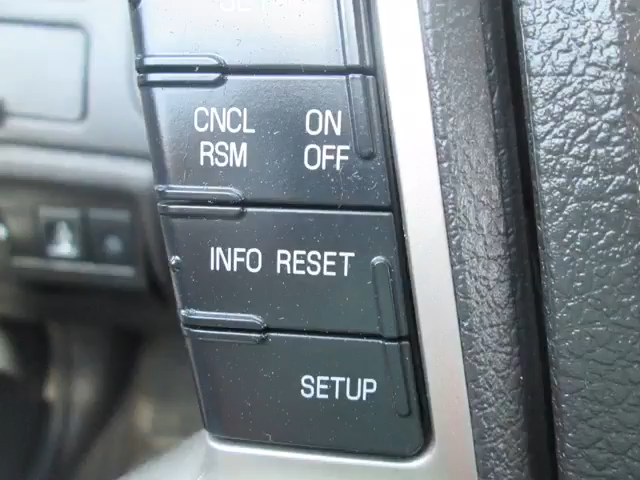 CNCL ON
RSM OFF
INFO RESET
SETUP